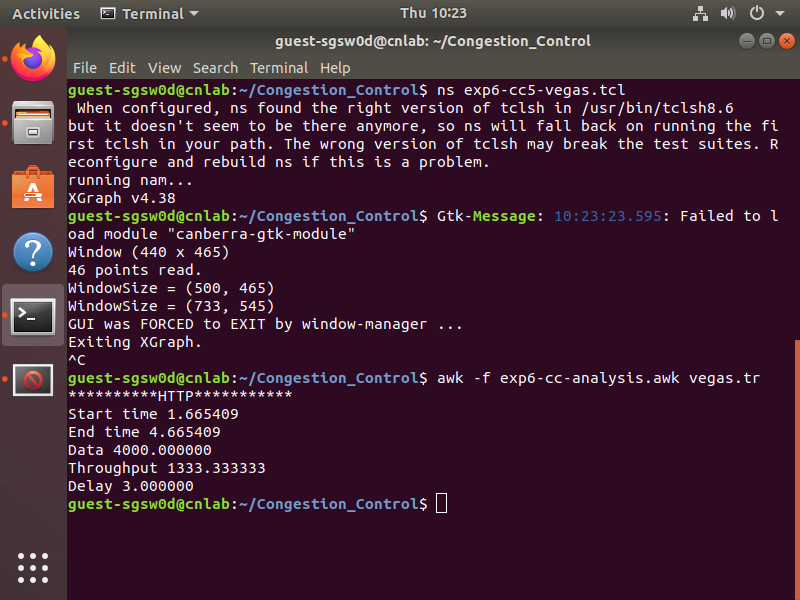 Activities Terminal Thu 10:23
guest-sgsw0d@cnlab: ~/Congestion_Control
File Edit View Search Terminal Help
guest-sgsw0d@cnlab:~/Congestion_Control$ ns exp6-cc5-vegas.tcl
When configured, ns found the right version of tclsh in /usr/bin/tclsh8.6
but it doesn't seem to be there anymore, so ns will fall back on running the fi
rst tclsh in your path. The wrong version of tclsh may break the test suites. R
econfigure and rebuild ns if this is a problem.
running nam...
XGraph v4.38
guest-sgsw0d@cnlab:~/Congestion_Control$ Gtk-Message: 10:23:23.595: Failed to l
oad module "canberra-gtk-module"
Window (440 x 465)
46 points read.
WindowSize = (500, 465)
WindowSize = (733, 545)
GUI was FORCED to EXIT by window-manager ...
Exiting XGraph.
^C
guest-sgsw0d@cnlab:~/Congestion_Control$ awk -f exp6-cc-analysis.awk vegas.tr
**********HTTP***********
Start time 1.665409
End time 4.665409
Data 4000.000000
Throughput 1333.333333
Delay 3.000000
guest-sgsw0d@cnlab:~/Congestion_Control$